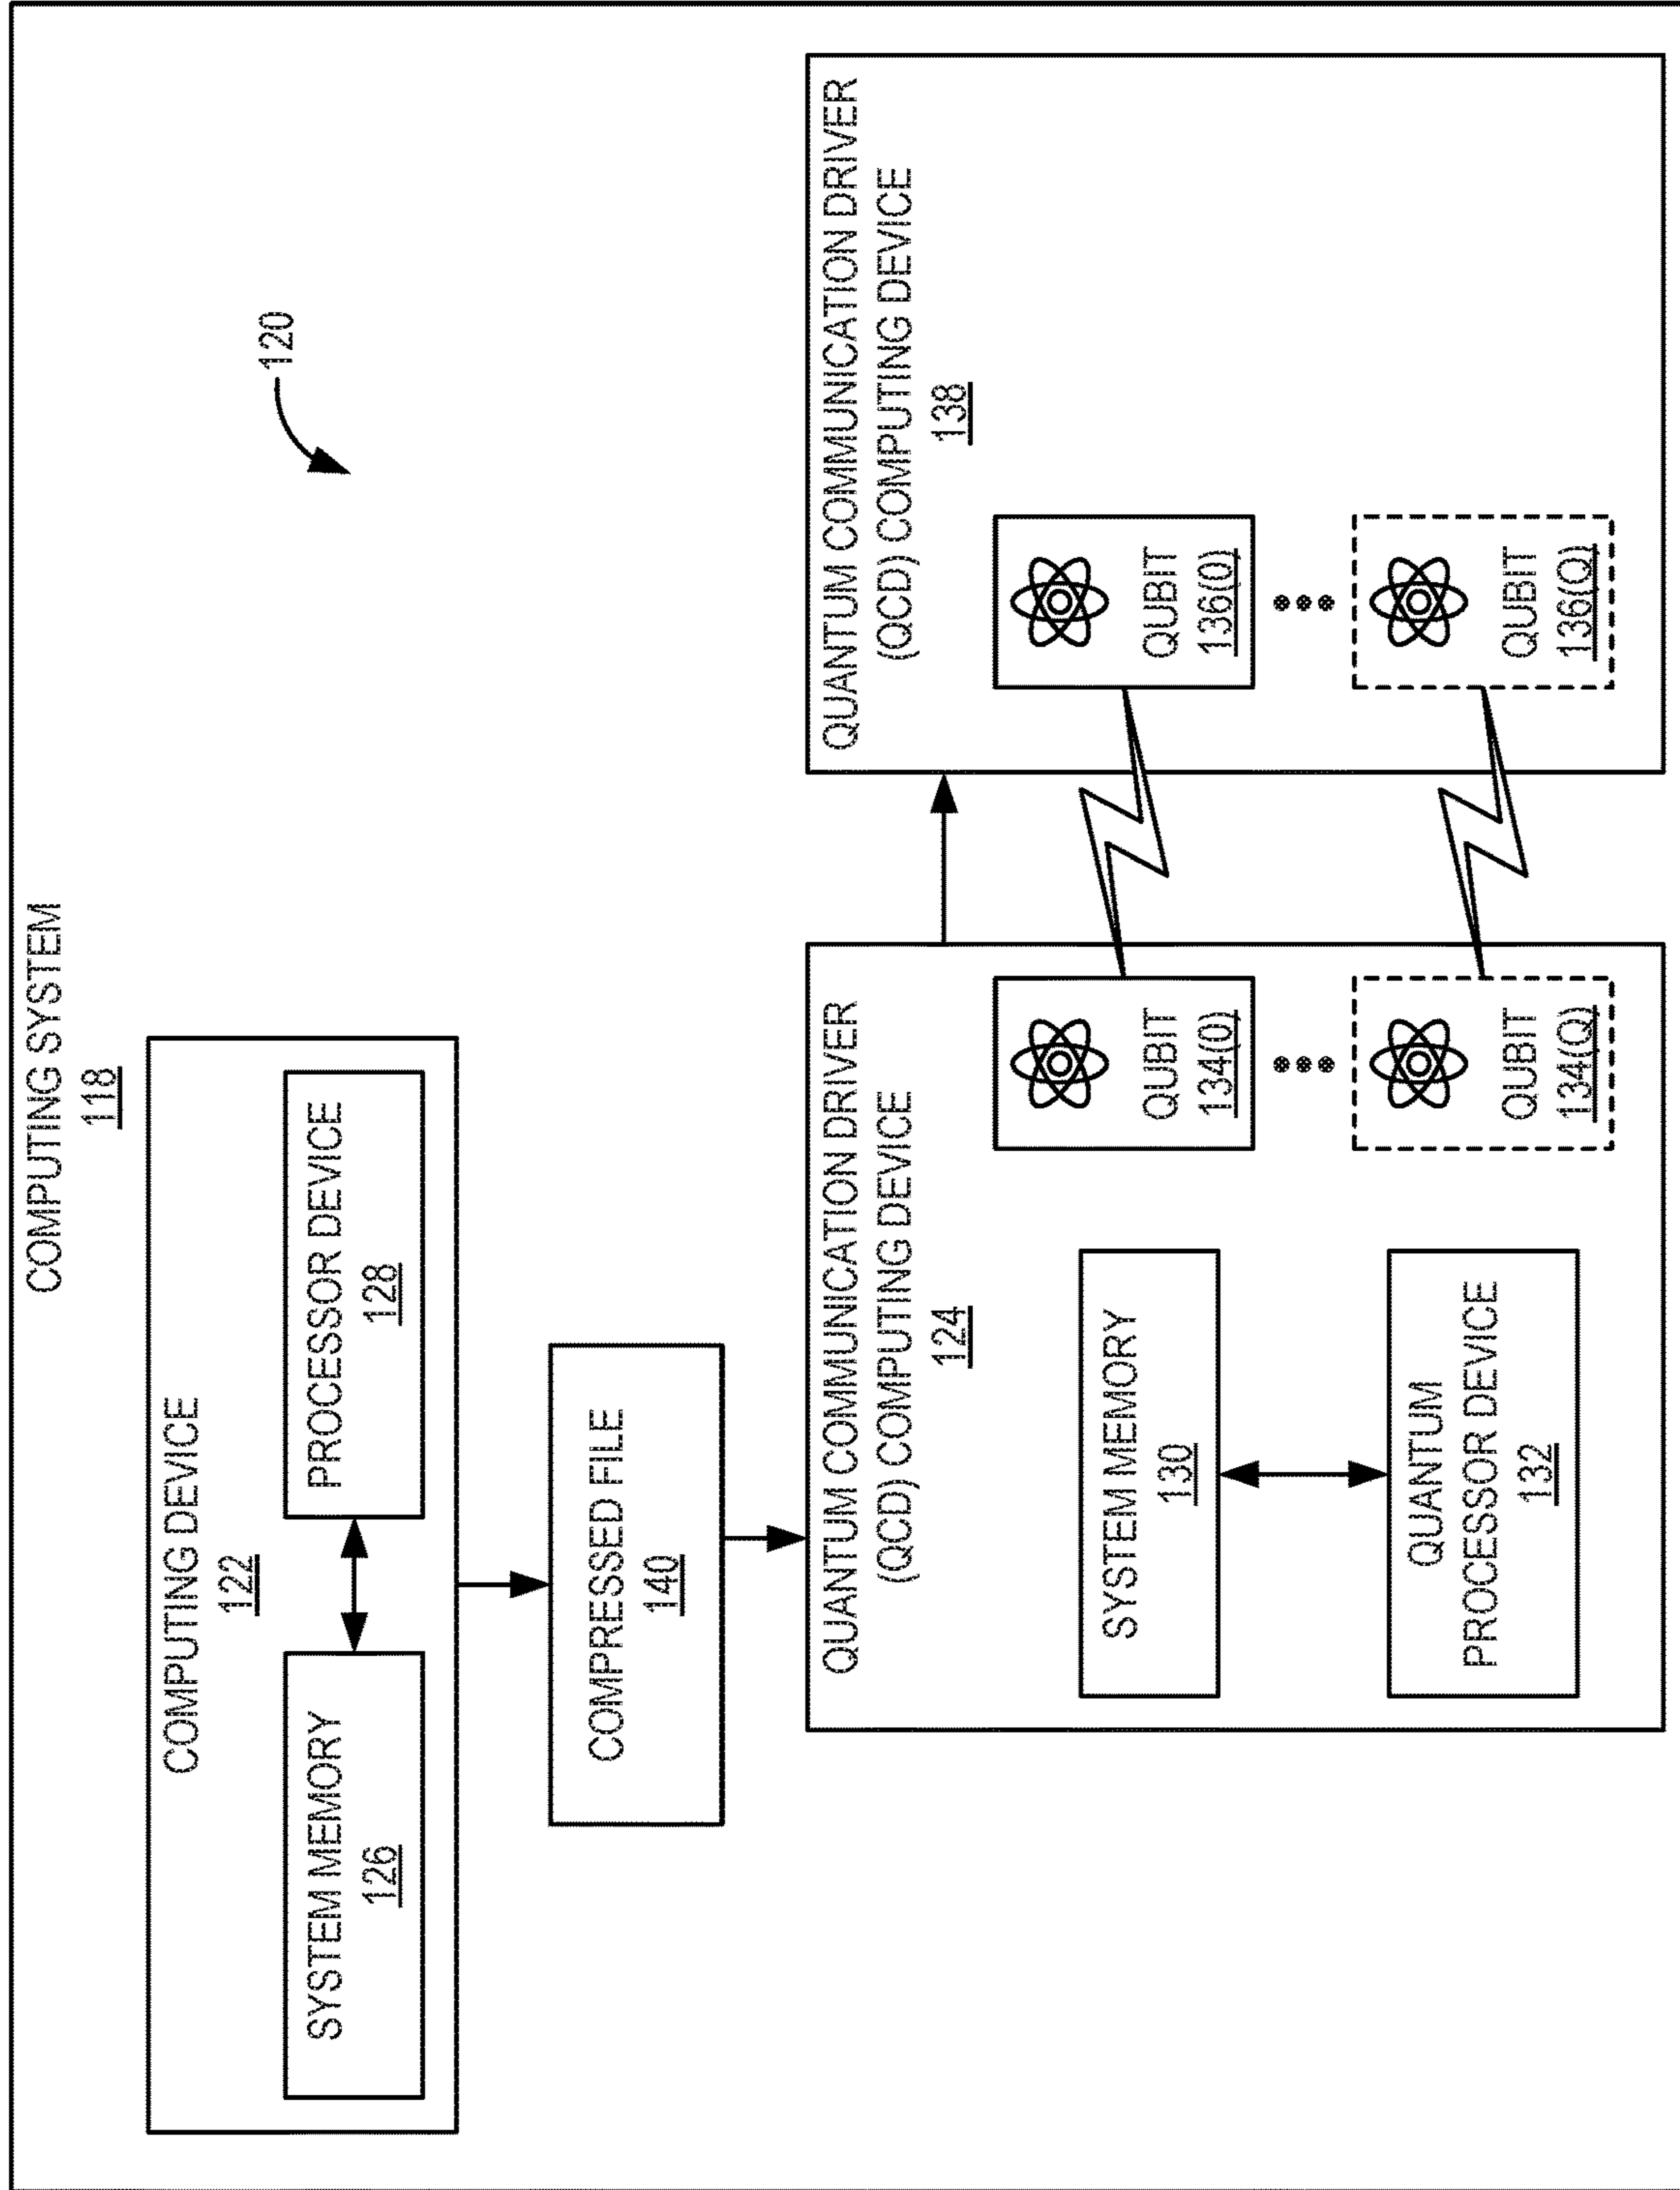 COMPUTING SYSTEM
118
120
COMPUTING DEVICE
122
SYSTEM MEMORY
126
PROCESSOR DEVICE
128
COMPRESSED FILE
140
QUANTUM COMMUNICATION DRIVER
(QCD) COMPUTING DEVICE
124
SYSTEM MEMORY
130
QUANTUM
PROCESSOR DEVICE
132
QUBIT
134(0)
QUBIT
134(Q)
QUANTUM COMMUNICATION DRIVER
(QCD) COMPUTING DEVICE
138
QUBIT
136(0)
QUBIT
136(Q)